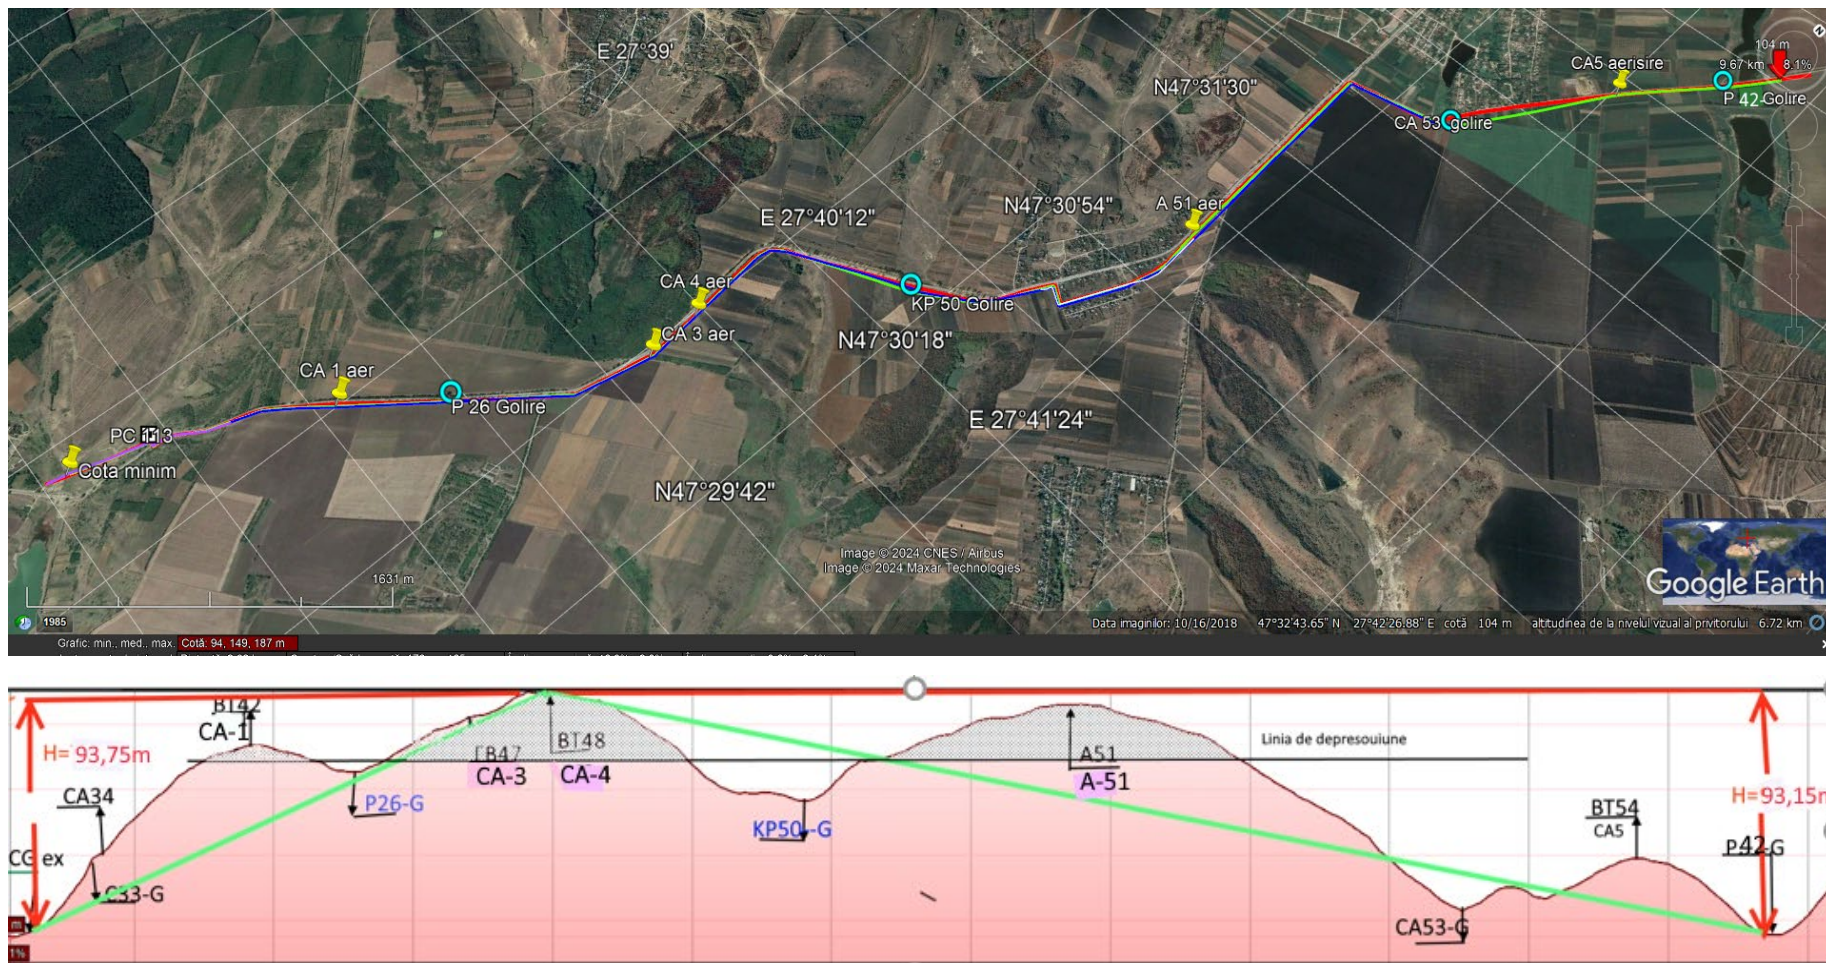 E 27°39'
104 m
CA5 aerisire
9.67 km 8.1%
N47°31'30"
P 42-Golire
CA 53 golire
N47°30'54"
A 51 aer
E 27°40'12"
CA 4 aer
KP 50 Golire
CA 3 aer
N47°30'18"
CA 1 aer
P 26 Golire
E 27°41'24"
PC 113
Cota minim
N47°29'42"
Image © 2024 CNES / Airbus
Image © 2024 Maxar Technologies
1631 m
Google Earth
1985
Data imaginilor: 10/16/2018 47°32'43.65" N 27°42'26.88" E cotă 104 m altitudinea de la nivelul vizual al privitorului 6.72 km
Grafic: min., med., max. Cotă: 94, 149, 187 m
BT42
CA-1
BT48
Linia de depresouiune
H= 93,75m
A51
CA-3
CA-4
A-51
CA34
P26-G
H=93,15m
BT54
CA5
KP50-G
P42-G
CG ex
C33-G
CA53-G
m
1%